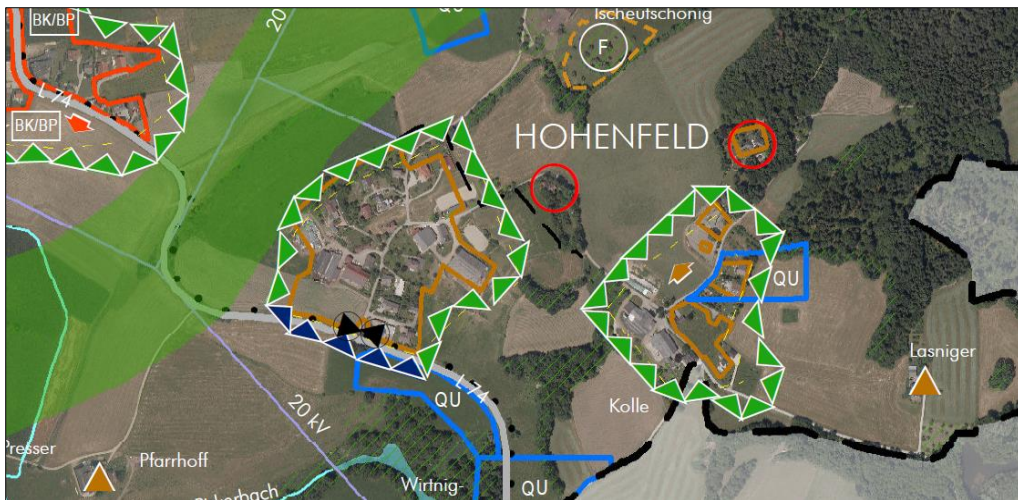 BK/BP
20
QU
Tscheutschonig
F
L 74
BK/BP
HOHENFELD
QU
Lasniger
L 74
QU
Kolle
20 kV
Presser
Pfarrhoff
Wirtnig-
QU